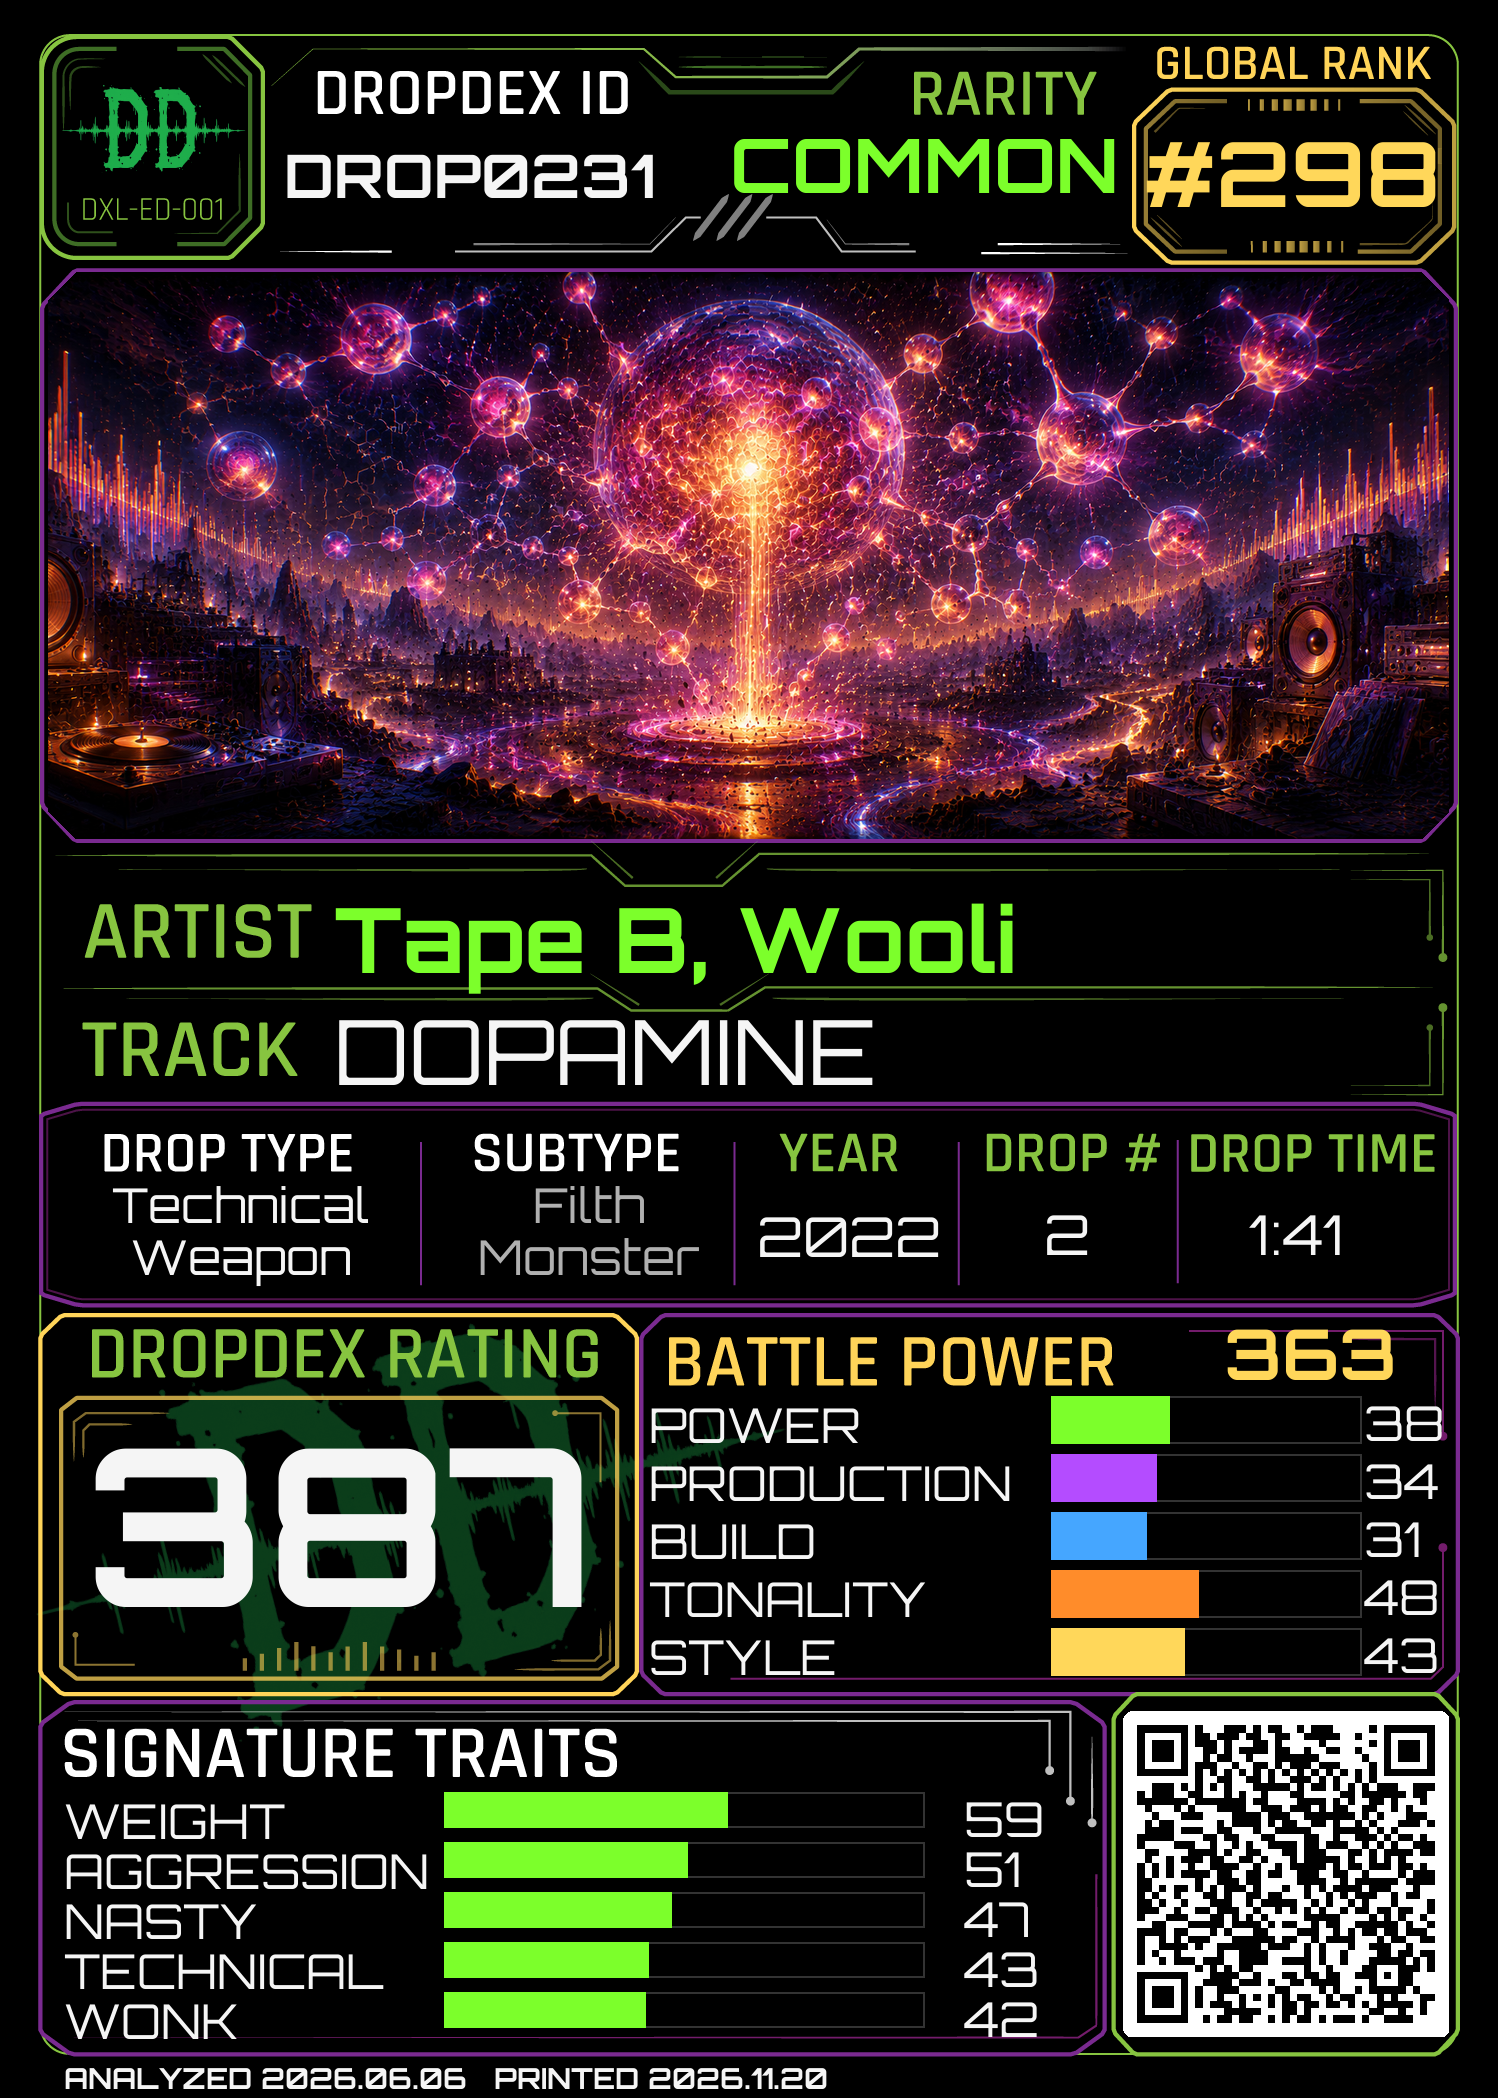 DD
DXL-ED-001
DROPDEX ID
DROP0231
RARITY
COMMON
GLOBAL RANK
#298
ARTIST Tape B, Wooli
TRACK DOPAMINE
DROP TYPE
Technical
Weapon
SUBTYPE
Filth
Monster
YEAR
2022
DROP #
2
DROP TIME
1:41
DROPDEX RATING
387
BATTLE POWER 363
POWER 38
PRODUCTION 34
BUILD 31
TONALITY 48
STYLE 43
SIGNATURE TRAITS
WEIGHT 59
AGGRESSION 51
NASTY 47
TECHNICAL 43
WONK 42
ANALYZED 2026.06.06 PRINTED 2026.11.20